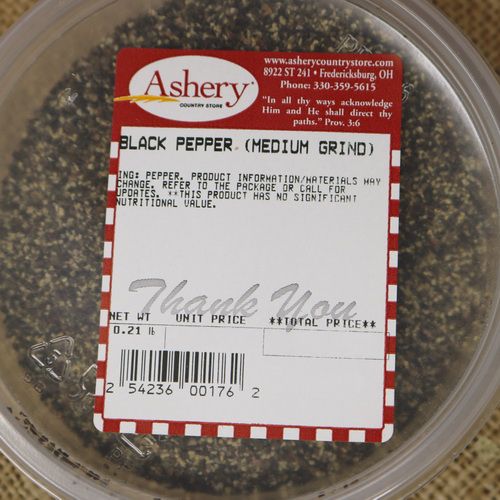 Ashery
COUNTRY STORE
www.asherycountrystore.com
8922 ST 241 • Fredericksburg, OH
Phone: 330-359-5615
"In all thy ways acknowledge
Him and He shall direct thy
paths." Prov. 3:6
BLACK PEPPER (MEDIUM GRIND)
ING: PEPPER. PRODUCT INFORMATION/MATERIALS MAY
CHANGE. REFER TO THE PACKAGE OR CALL FOR
UPDATES. **THIS PRODUCT HAS NO SIGNIFICANT
NUTRITIONAL VALUE.
Thank You
NET WT UNIT PRICE **TOTAL PRICE**
0.21 lb
2 54236 00176 2